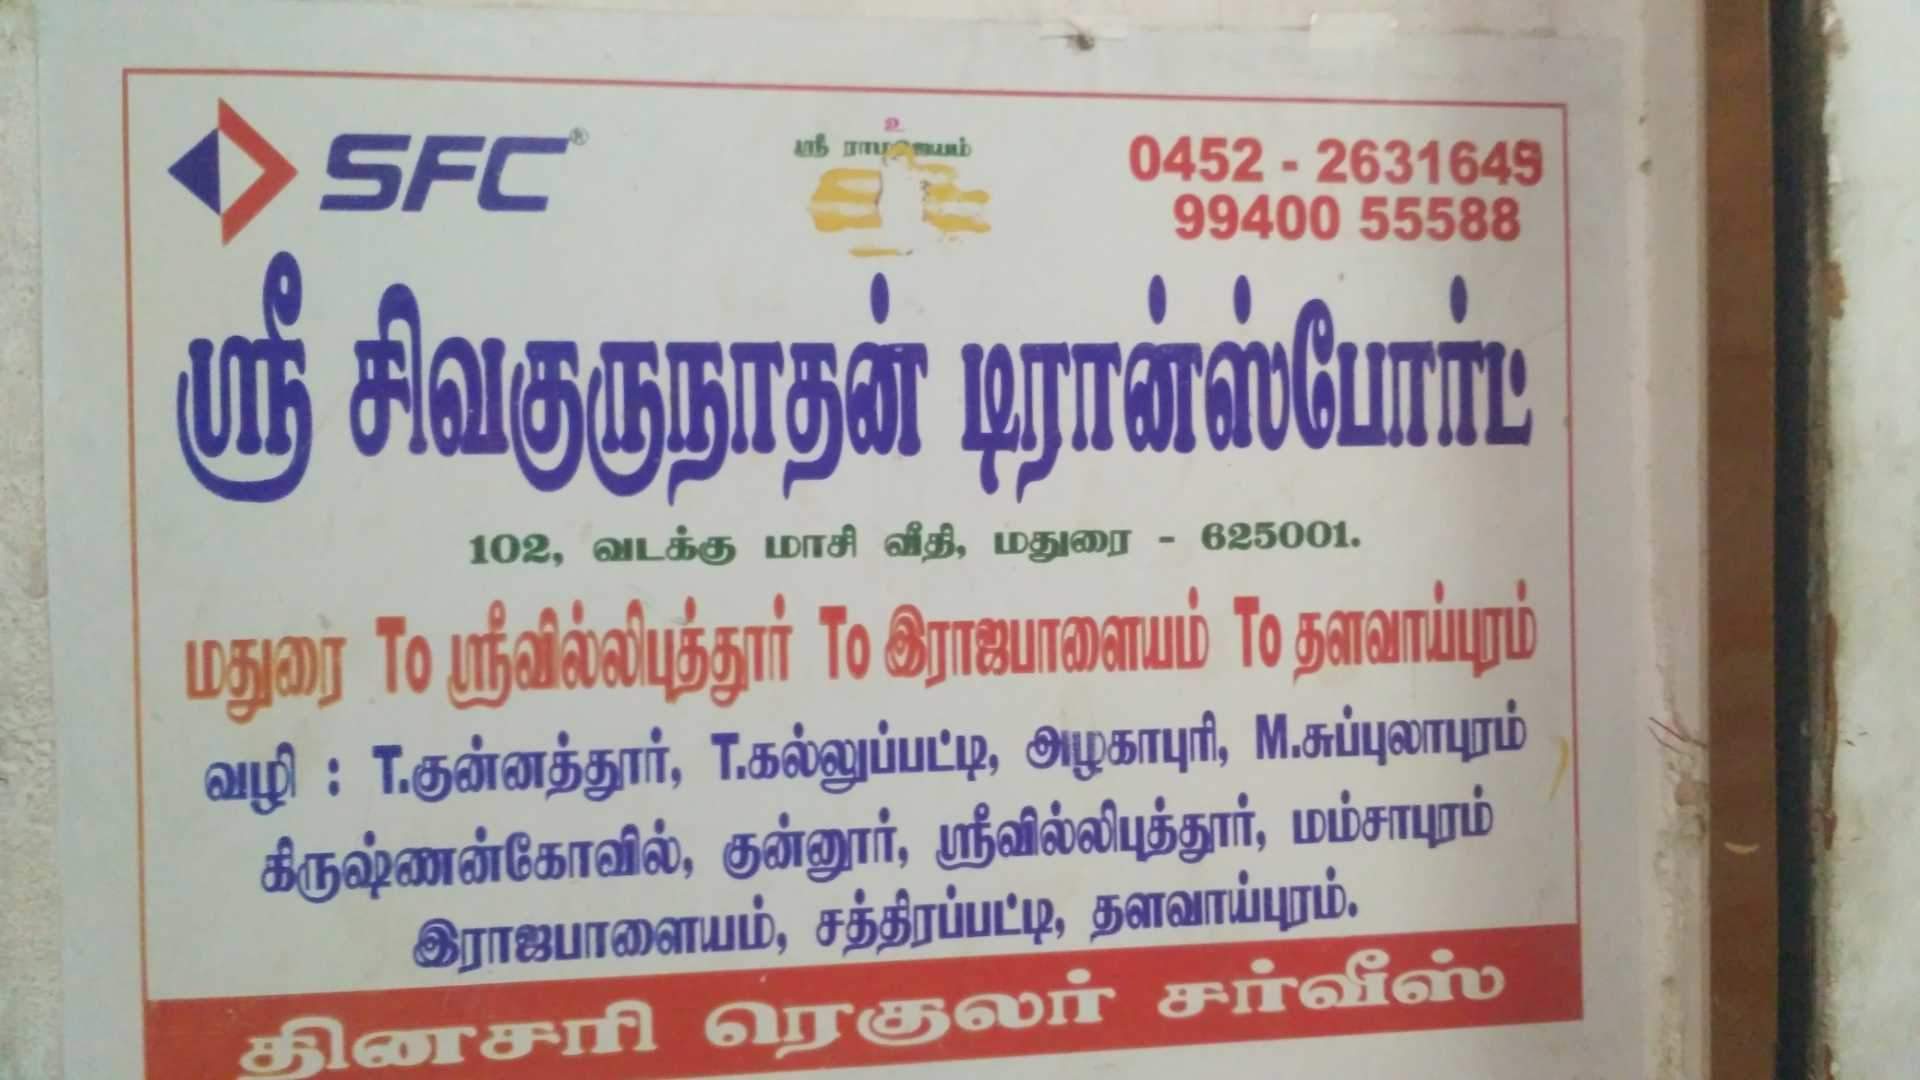 SFC®
உ
ஸ்ரீ ராமஜெயம்
0452 - 2631649
99400 55588
ஸ்ரீ சிவகுருநாதன் டிரான்ஸ்போர்ட்
102, வடக்கு மாசி வீதி, மதுரை - 625001.
மதுரை To ஸ்ரீவில்லிபுத்தூர் To இராஜபாளையம் To தளவாய்புரம்
வழி : T.குன்னத்தூர், T.கல்லுப்பட்டி, அழகாபுரி, M.சுப்புலாபுரம்
கிருஷ்ணன்கோவில், குன்னூர், ஸ்ரீவில்லிபுத்தூர், மம்சாபுரம்
இராஜபாளையம், சத்திரப்பட்டி, தளவாய்புரம்.
தினசரி ரெகுலர் சர்வீஸ்